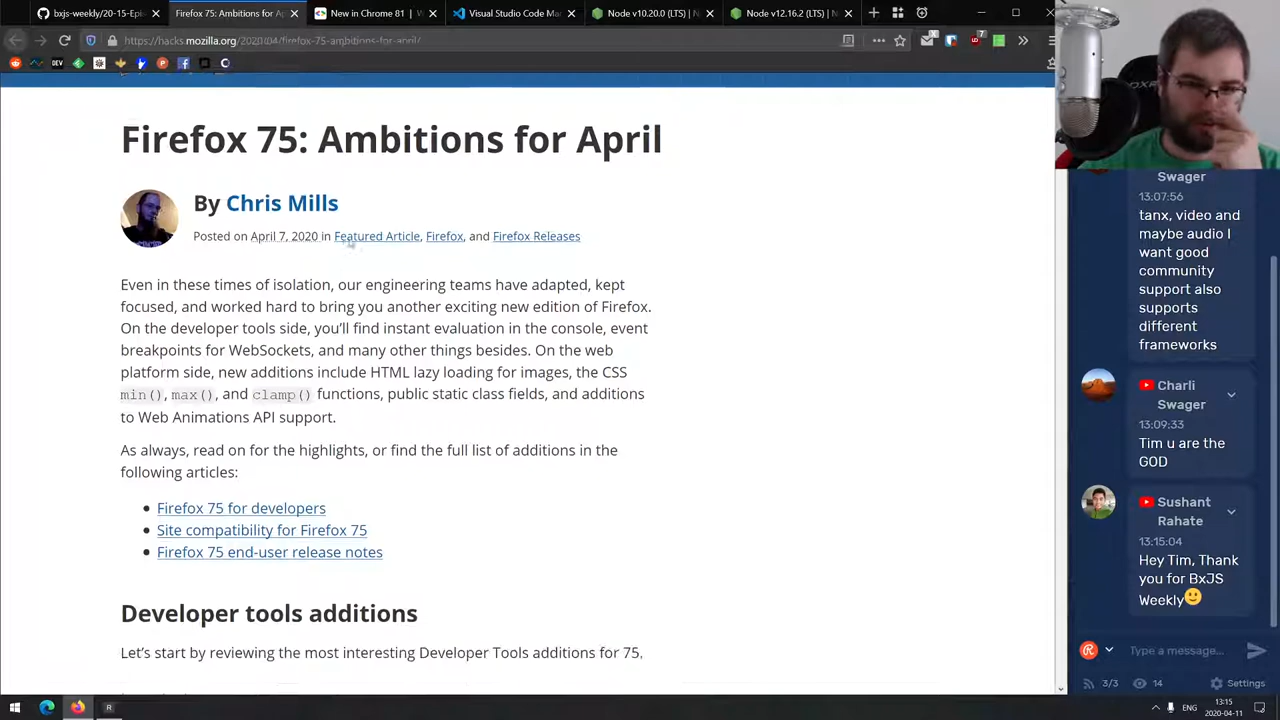 bxjs-weekly/20-15-Epis
Firefox 75: Ambitions for Ap
New in Chrome 81 | W
Visual Studio Code Mar
Node v10.20.0 (LTS) | N
Node v12.16.2 (LTS) | N
https://hacks.mozilla.org/2020/04/firefox-75-ambitions-for-april/
Firefox 75: Ambitions for April
By Chris Mills
Posted on April 7, 2020 in Featured Article, Firefox, and Firefox Releases
Even in these times of isolation, our engineering teams have adapted, kept
focused, and worked hard to bring you another exciting new edition of Firefox.
On the developer tools side, you’ll find instant evaluation in the console, event
breakpoints for WebSockets, and many other things besides. On the web
platform side, new additions include HTML lazy loading for images, the CSS
min(), max(), and clamp() functions, public static class fields, and additions
to Web Animations API support.
As always, read on for the highlights, or find the full list of additions in the
following articles:
Firefox 75 for developers
Site compatibility for Firefox 75
Firefox 75 end-user release notes
Developer tools additions
Let’s start by reviewing the most interesting Developer Tools additions for 75,
Swager
13:07:56
tanx, video and
maybe audio I
want good
community
support also
supports
different
frameworks
Charli
Swager
13:09:33
Tim u are the
GOD
Sushant
Rahate
13:15:04
Hey Tim, Thank
you for BxJS
Weekly🙂
Type a message...
3/3
14
Settings
ENG
13:15
2020-04-11